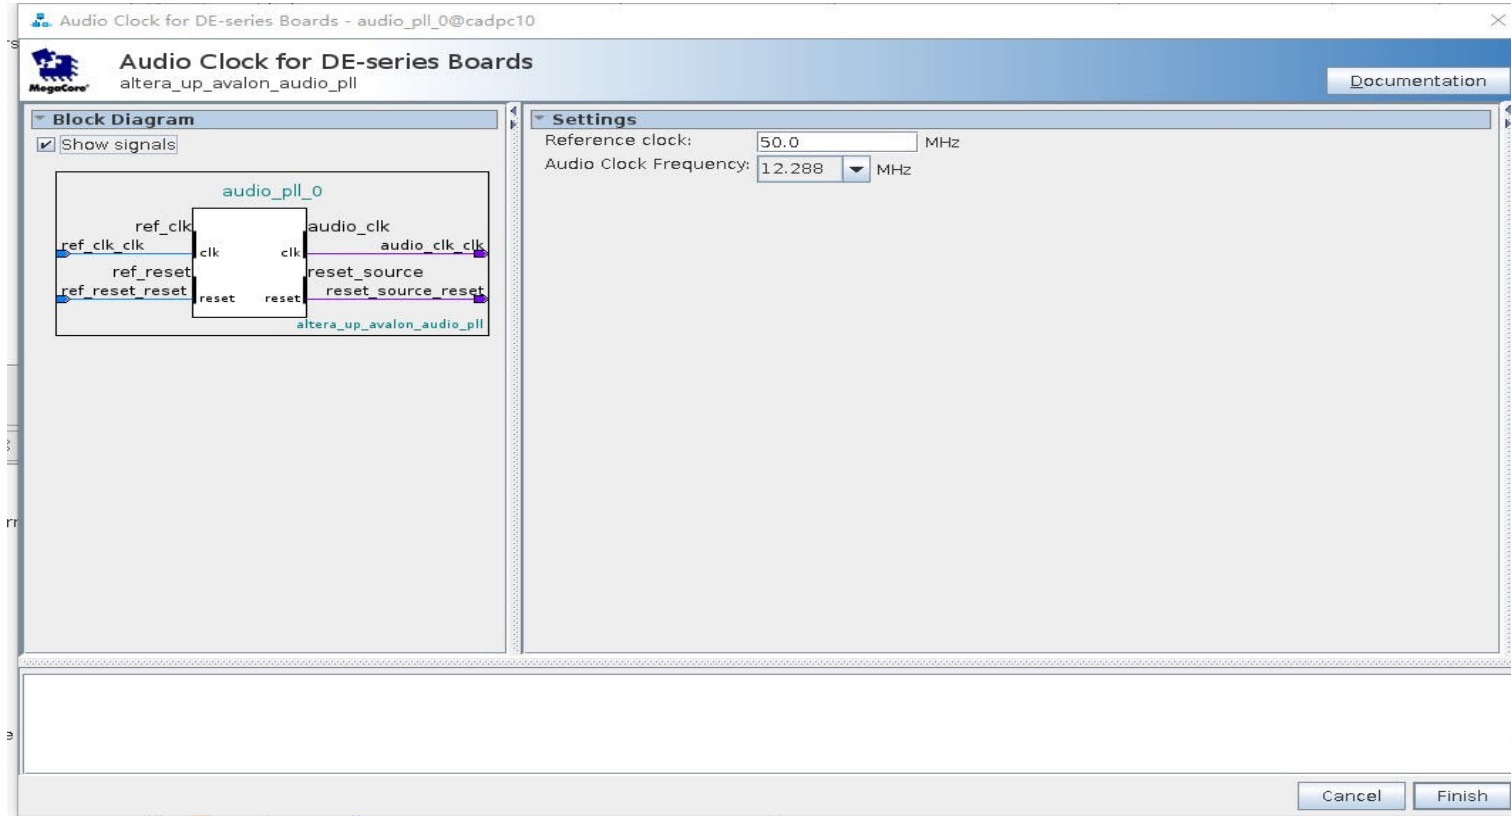 Audio Clock for DE-series Boards - audio_pll_0@cadpc10
Audio Clock for DE-series Boards
altera_up_avalon_audio_pll
MegaCore®
Documentation
Block Diagram
Show signals
audio_pll_0
ref_clk audio_clk
ref_clk_clk clk clk audio_clk_clk
ref_reset reset_source
ref_reset_reset reset reset reset_source_reset
altera_up_avalon_audio_pll
Settings
Reference clock: 50.0 MHz
Audio Clock Frequency: 12.288 MHz
Cancel Finish